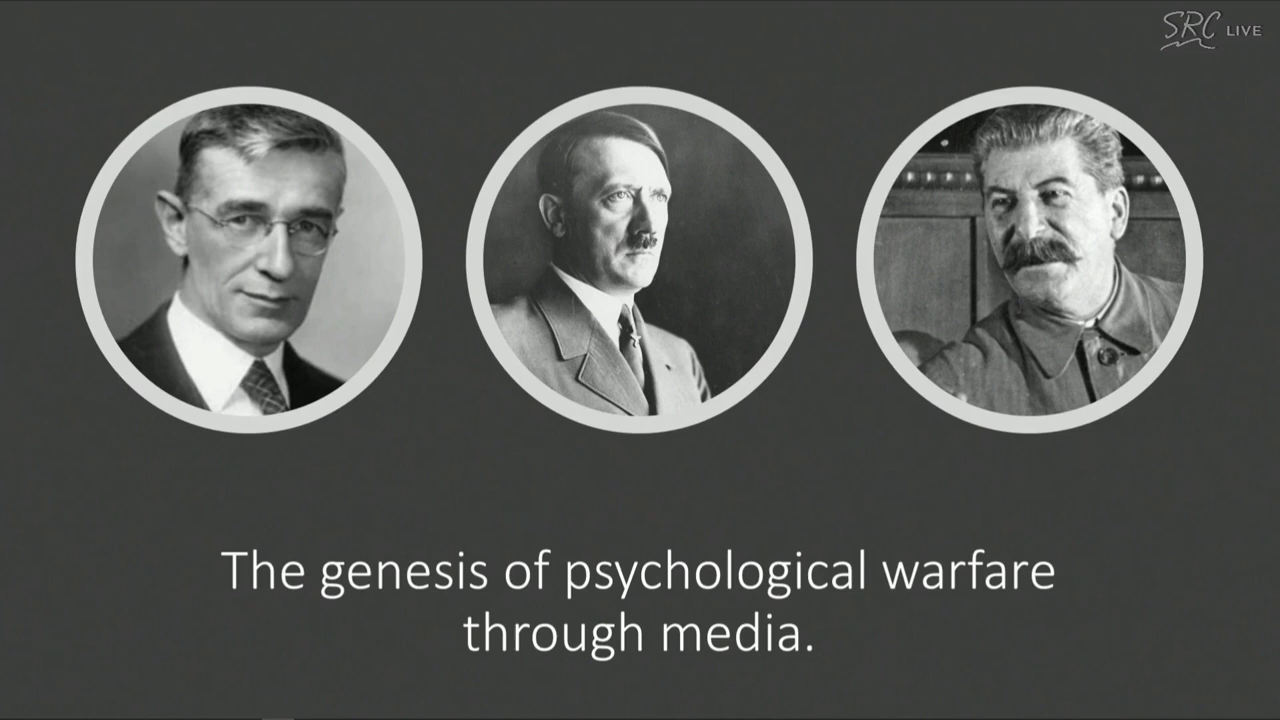 SRC LIVE
The genesis of psychological warfare
through media.